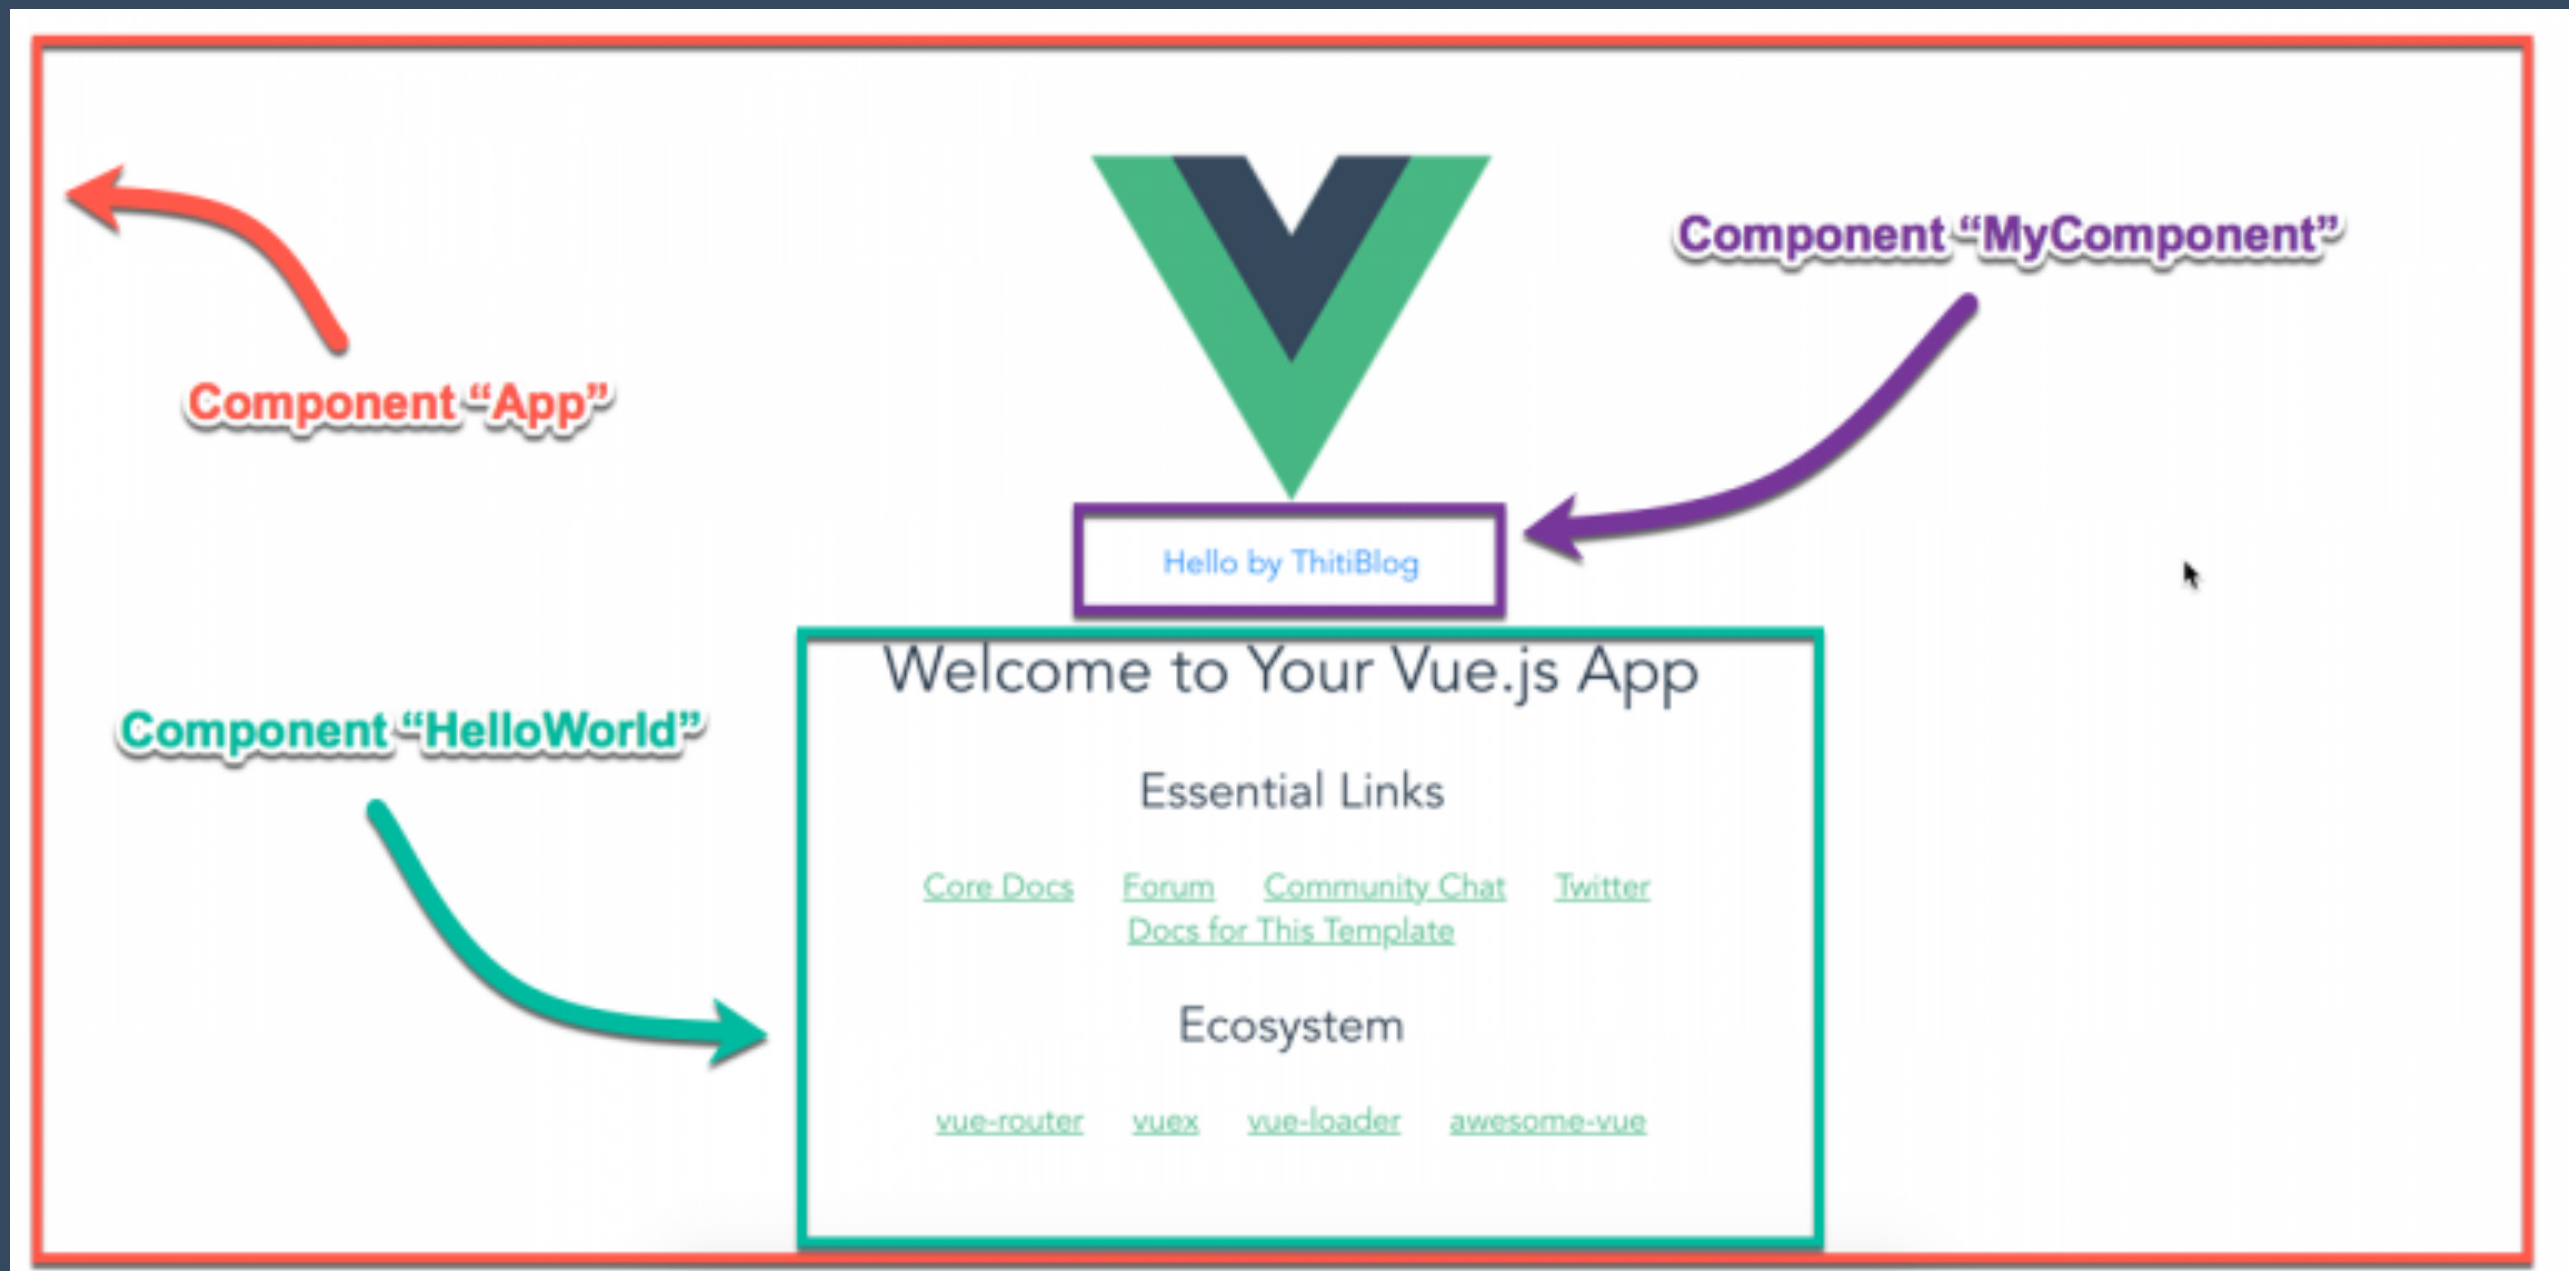 Component “MyComponent”
Component “App”
Hello by ThitiBlog
Welcome to Your Vue.js App
Component “HelloWorld”
Essential Links
Core Docs Forum Community Chat Twitter
Docs for This Template
Ecosystem
vue-router vuex vue-loader awesome-vue